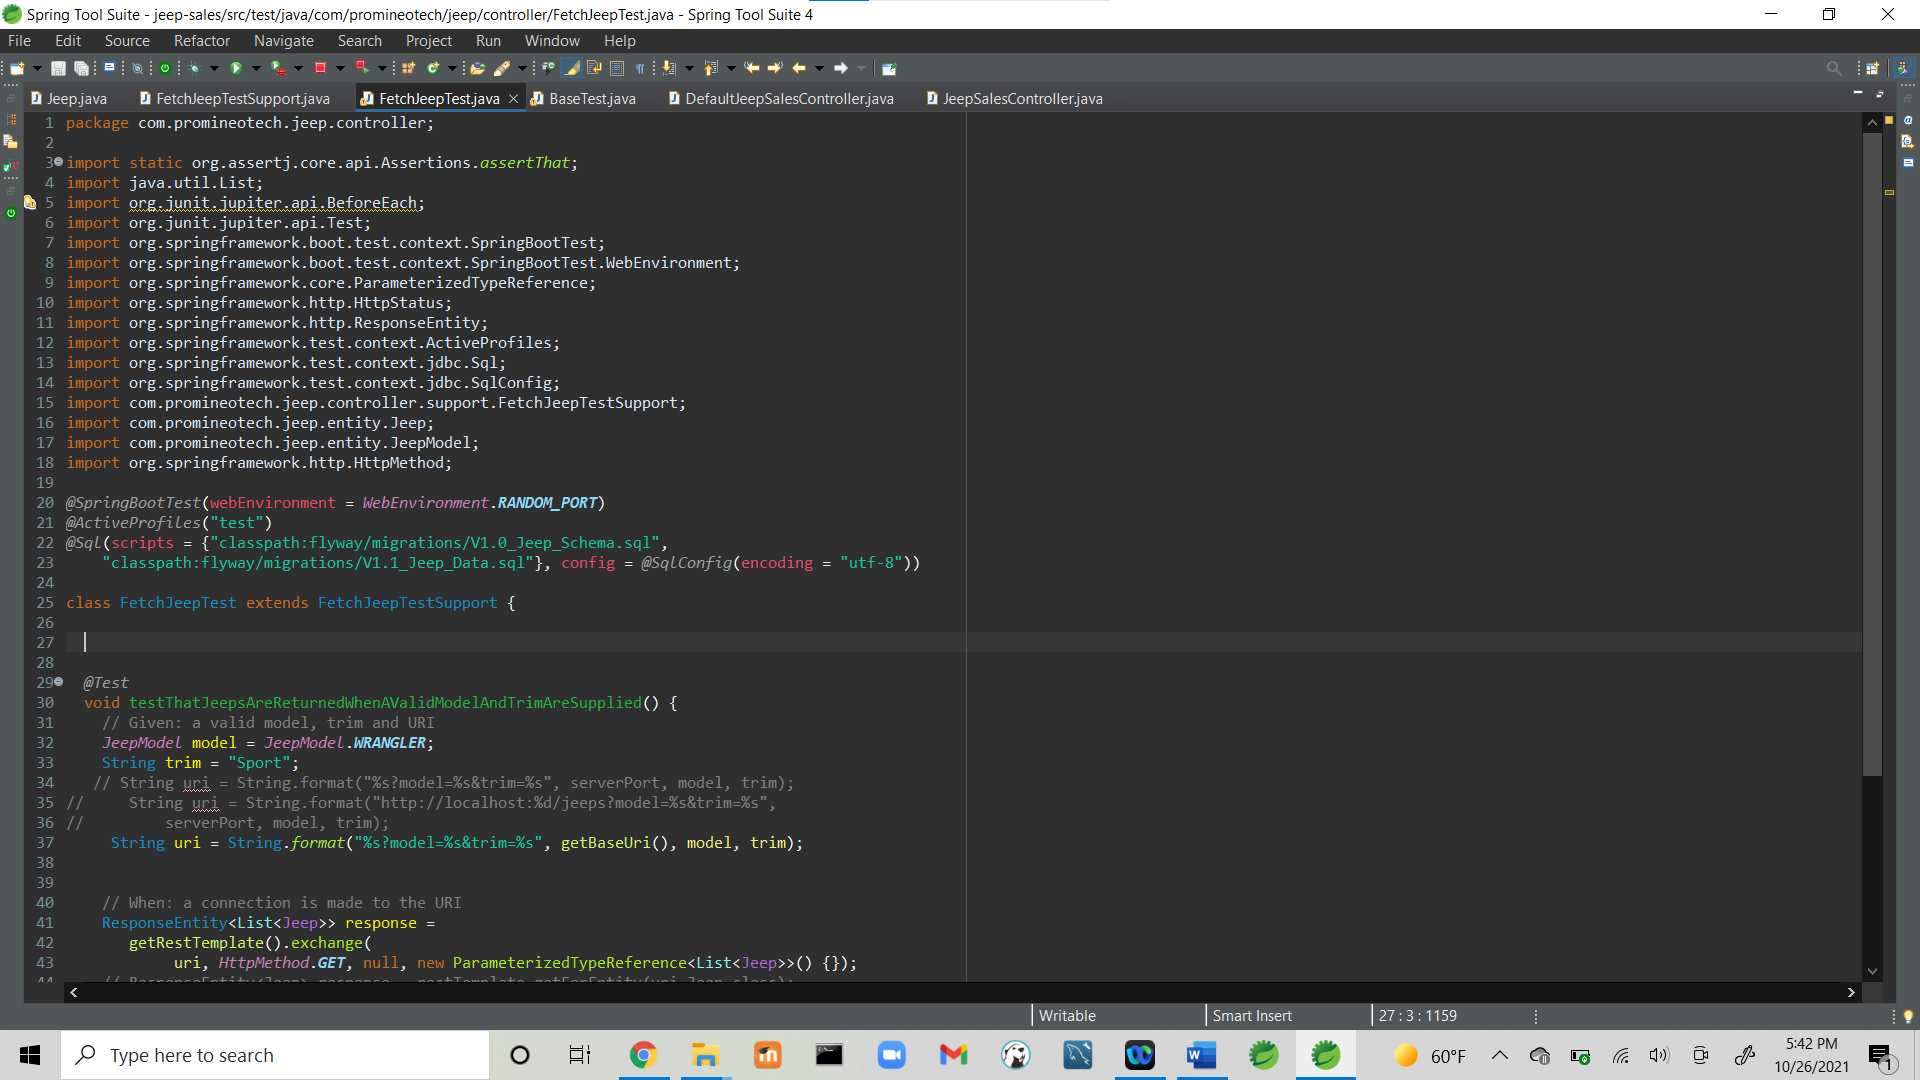 Spring Tool Suite - jeep-sales/src/test/java/com/promineotech/jeep/controller/FetchJeepTest.java - Spring Tool Suite 4
File Edit Source Refactor Navigate Search Project Run Window Help
Jeep.java FetchJeepTestSupport.java FetchJeepTest.java BaseTest.java DefaultJeepSalesController.java JeepSalesController.java
1 package com.promineotech.jeep.controller;
2
3 import static org.assertj.core.api.Assertions.assertThat;
4 import java.util.List;
5 import org.junit.jupiter.api.BeforeEach;
6 import org.junit.jupiter.api.Test;
7 import org.springframework.boot.test.context.SpringBootTest;
8 import org.springframework.boot.test.context.SpringBootTest.WebEnvironment;
9 import org.springframework.core.ParameterizedTypeReference;
10 import org.springframework.http.HttpStatus;
11 import org.springframework.http.ResponseEntity;
12 import org.springframework.test.context.ActiveProfiles;
13 import org.springframework.test.context.jdbc.Sql;
14 import org.springframework.test.context.jdbc.SqlConfig;
15 import com.promineotech.jeep.controller.support.FetchJeepTestSupport;
16 import com.promineotech.jeep.entity.Jeep;
17 import com.promineotech.jeep.entity.JeepModel;
18 import org.springframework.http.HttpMethod;
19
20 @SpringBootTest(webEnvironment = WebEnvironment.RANDOM_PORT)
21 @ActiveProfiles("test")
22 @Sql(scripts = {"classpath:flyway/migrations/V1.0_Jeep_Schema.sql",
23 "classpath:flyway/migrations/V1.1_Jeep_Data.sql"}, config = @SqlConfig(encoding = "utf-8"))
24
25 class FetchJeepTest extends FetchJeepTestSupport {
26
27
28
29 @Test
30 void testThatJeepsAreReturnedWhenAValidModelAndTrimAreSupplied() {
31 // Given: a valid model, trim and URI
32 JeepModel model = JeepModel.WRANGLER;
33 String trim = "Sport";
34 // String uri = String.format("%s?model=%s&trim=%s", serverPort, model, trim);
35 // String uri = String.format("http://localhost:%d/jeeps?model=%s&trim=%s",
36 // serverPort, model, trim);
37 String uri = String.format("%s?model=%s&trim=%s", getBaseUri(), model, trim);
38
39
40 // When: a connection is made to the URI
41 ResponseEntity<List<Jeep>> response =
42 getRestTemplate().exchange(
43 uri, HttpMethod.GET, null, new ParameterizedTypeReference<List<Jeep>>() {});
Writable Smart Insert 27 : 3 : 1159
Type here to search
60°F
5:42 PM
10/26/2021
1